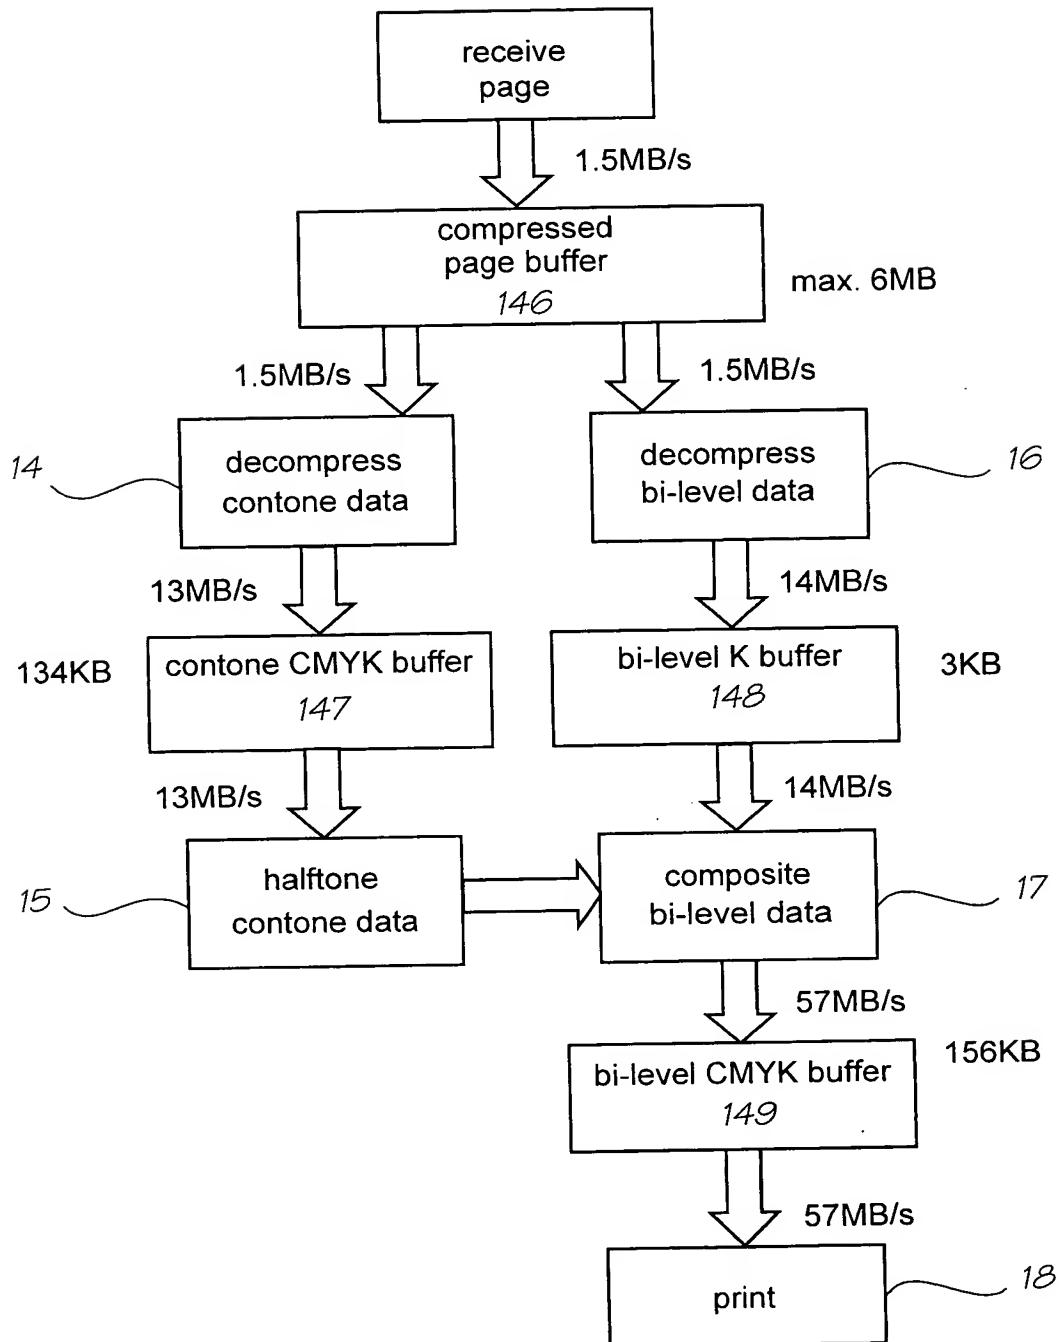 receive
page
1.5MB/s
compressed
page buffer
146
max. 6MB
1.5MB/s
1.5MB/s
14
decompress
contone data
decompress
bi-level data
16
13MB/s
14MB/s
134KB
contone CMYK buffer
147
bi-level K buffer
148
3KB
13MB/s
14MB/s
15
halftone
contone data
composite
bi-level data
17
57MB/s
bi-level CMYK buffer
149
156KB
57MB/s
print
18